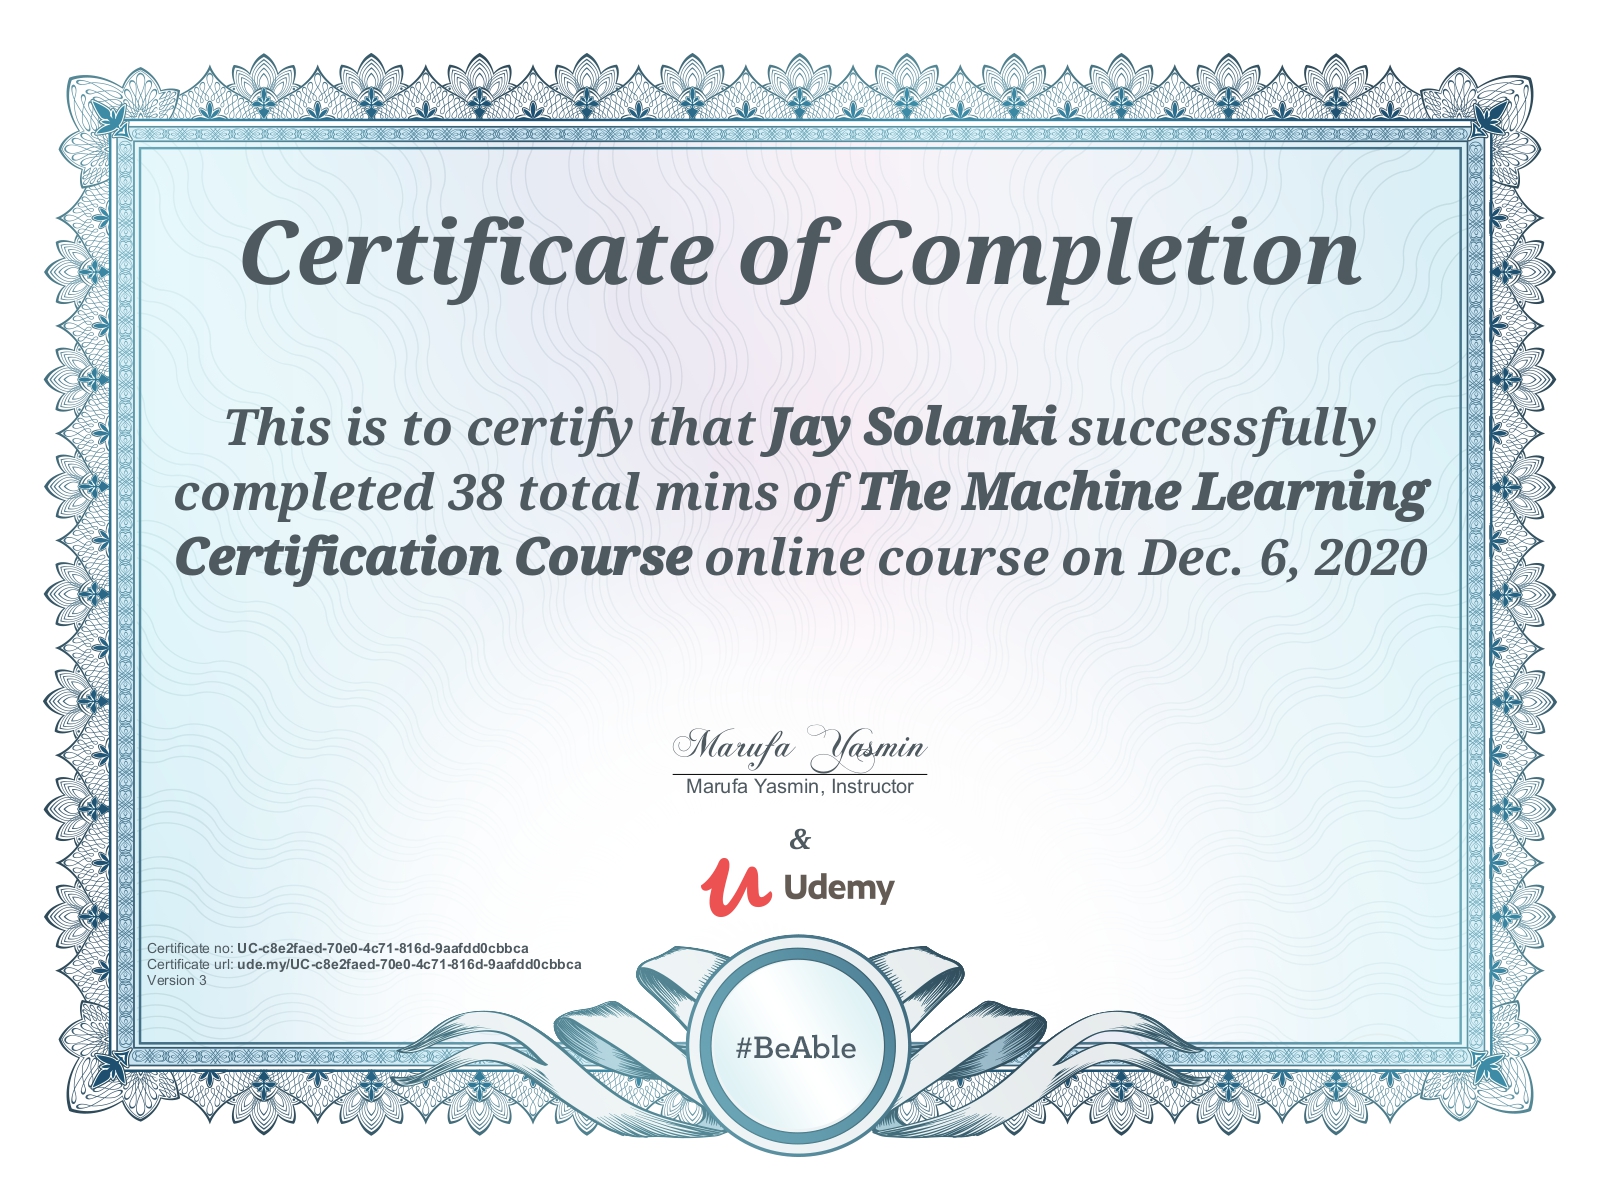 Certificate of Completion
This is to certify that Jay Solanki successfully
completed 38 total mins of The Machine Learning
Certification Course online course on Dec. 6, 2020
Marufa Yasmin
Marufa Yasmin, Instructor
&
Udemy
Certificate no: UC-c8e2faed-70e0-4c71-816d-9aafdd0cbbca
Certificate url: ude.my/UC-c8e2faed-70e0-4c71-816d-9aafdd0cbbca
Version 3
#BeAble